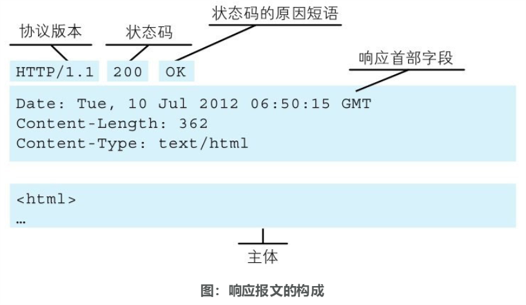 协议版本 状态码 状态码的原因短语
HTTP/1.1 200 OK
响应首部字段
Date: Tue, 10 Jul 2012 06:50:15 GMT
Content-Length: 362
Content-Type: text/html
<html>
…
主体
图：响应报文的构成